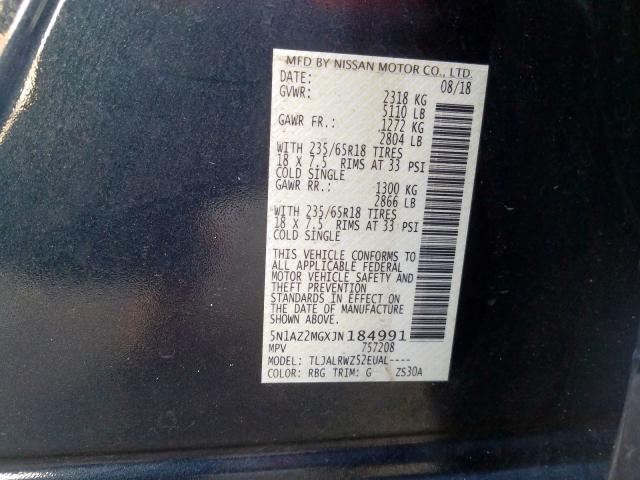 MFD BY NISSAN MOTOR CO., LTD.
DATE: 08/18
GVWR: 2318 KG
5110 LB
GAWR FR.: 1272 KG
2804 LB
WITH 235/65R18 TIRES
18 X 7.5 RIMS AT 33 PSI
COLD SINGLE
GAWR RR.: 1300 KG
2866 LB
WITH 235/65R18 TIRES
18 X 7.5 RIMS AT 33 PSI
COLD SINGLE
THIS VEHICLE CONFORMS TO
ALL APPLICABLE FEDERAL
MOTOR VEHICLE SAFETY AND
THEFT PREVENTION
STANDARDS IN EFFECT ON
THE DATE OF MANUFACTURE
SHOWN ABOVE.
5N1AZ2MGXJN184991
MPV 757208
MODEL: TLJALRWZ52EUAL----
COLOR: RBG TRIM: G ZS30A